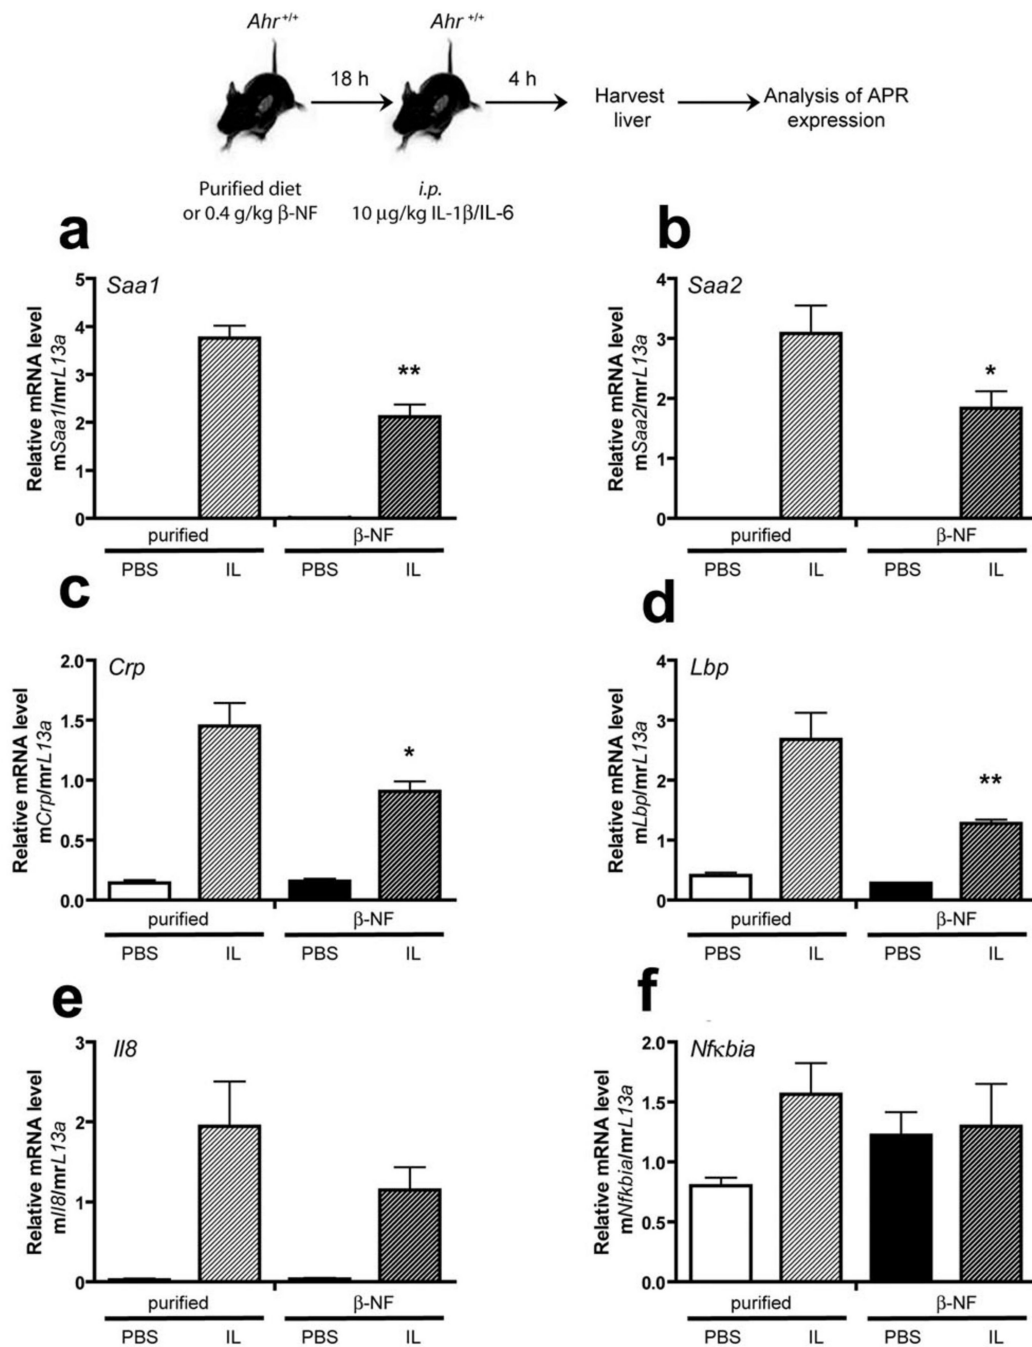 Ahr+/+ Ahr+/+
18 h 4 h
Harvest liver
Analysis of APR expression
Purified diet or 0.4 g/kg β-NF
i.p.
10 μg/kg IL-1β/IL-6
a
Saa1
Relative mRNA level
mSaa1/mrL13a
5
4
3
2
1
0
**
purified β-NF
PBS IL PBS IL
b
Saa2
Relative mRNA level
mSaa2/mrL13a
4
3
2
1
0
*
purified β-NF
PBS IL PBS IL
c
Crp
Relative mRNA level
mCrp/mrL13a
2.0
1.5
1.0
0.5
0.0
*
purified β-NF
PBS IL PBS IL
d
Lbp
Relative mRNA level
mLbp/mrL13a
4
3
2
1
0
**
purified β-NF
PBS IL PBS IL
e
Il8
Relative mRNA level
mIl8/mrL13a
3
2
1
0
purified β-NF
PBS IL PBS IL
f
Nfκbia
Relative mRNA level
mNfkbia/mrL13a
2.0
1.5
1.0
0.5
0.0
purified β-NF
PBS IL PBS IL